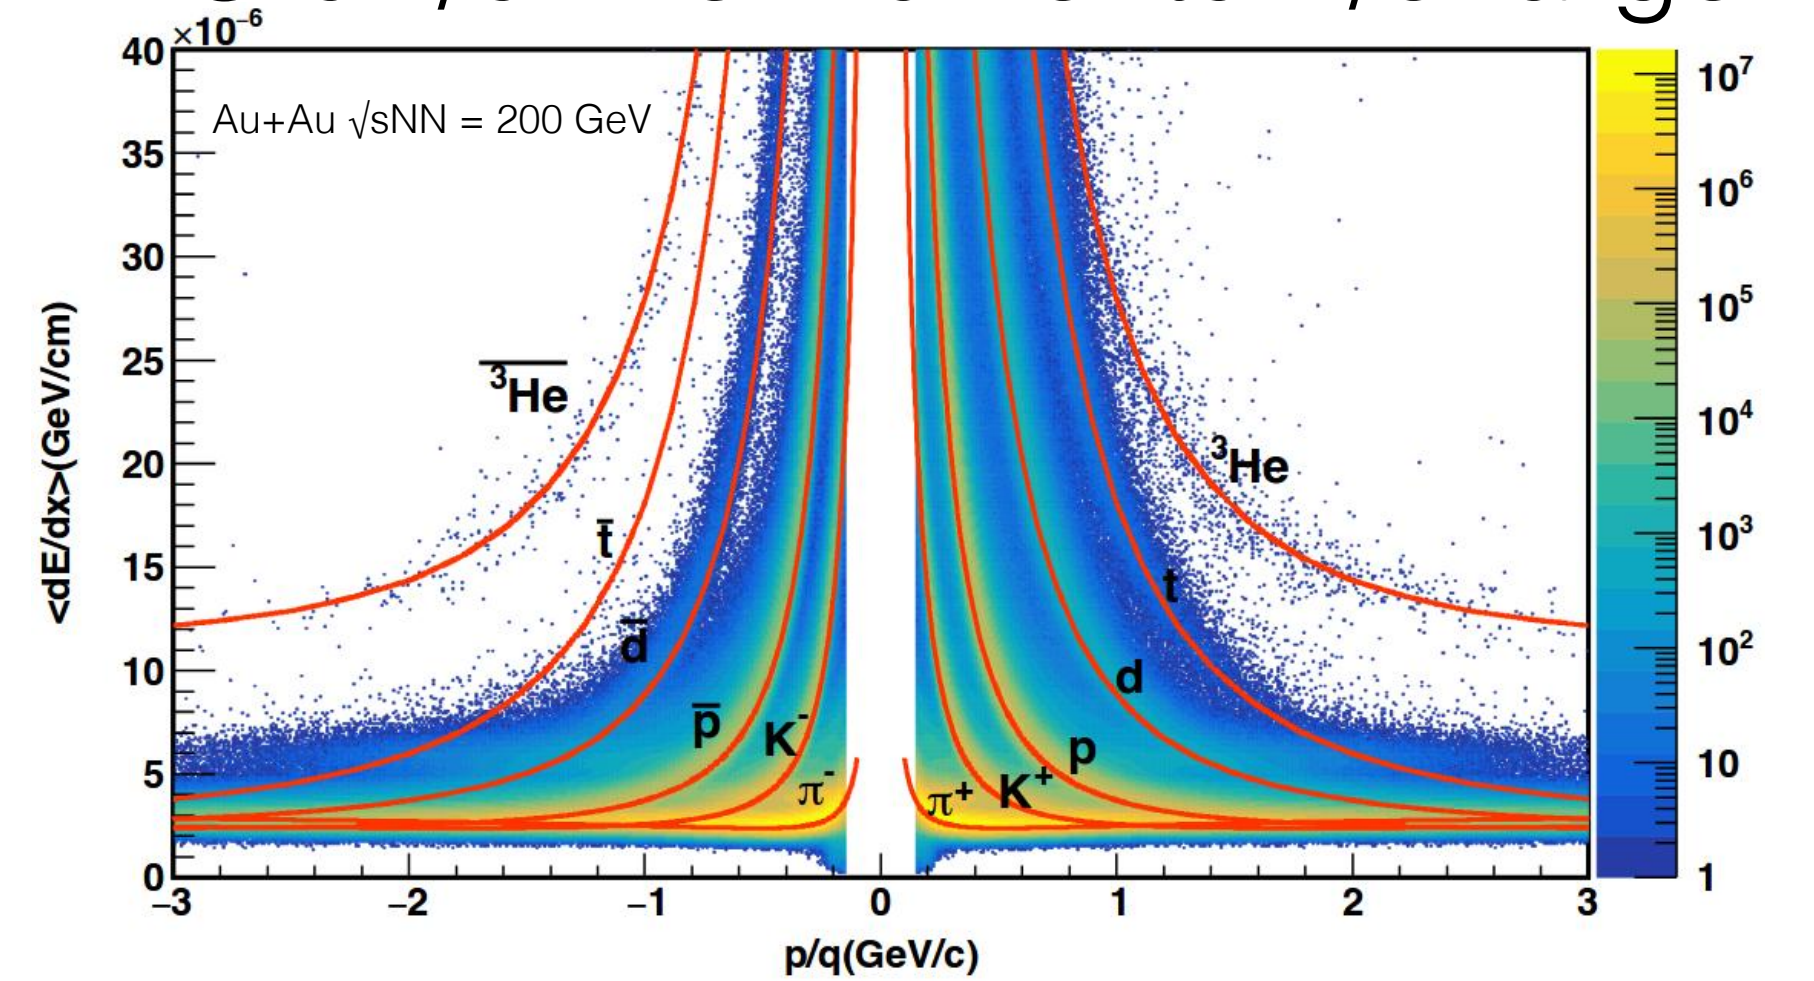 ×10⁻⁶
40
35
30
25
20
15
10
5
0
<dE/dx>(GeV/cm)
Au+Au √sNN = 200 GeV
³H̅e̅
t̅
d̅
p̅
K⁻
π⁻
π⁺
K⁺
p
d
t
³He
−3 −2 −1 0 1 2 3
p/q(GeV/c)
10⁷
10⁶
10⁵
10⁴
10³
10²
10
1